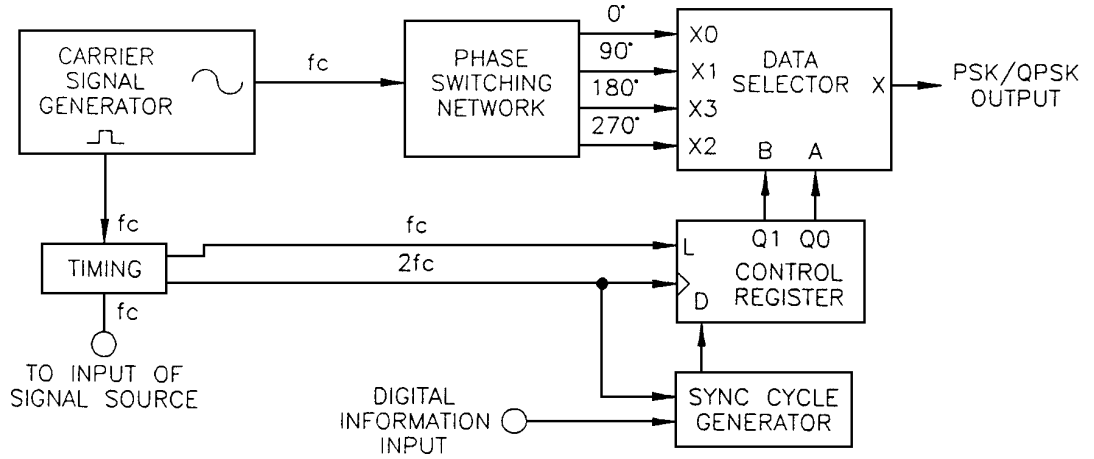 CARRIER
SIGNAL
GENERATOR
fc
PHASE
SWITCHING
NETWORK
0°
90°
180°
270°
X0
X1
X3
X2
DATA
SELECTOR
X
B A
PSK/QPSK
OUTPUT
fc
TIMING
fc
2fc
fc
TO INPUT OF
SIGNAL SOURCE
L
Q1 Q0
CONTROL
REGISTER
D
DIGITAL
INFORMATION
INPUT
SYNC CYCLE
GENERATOR